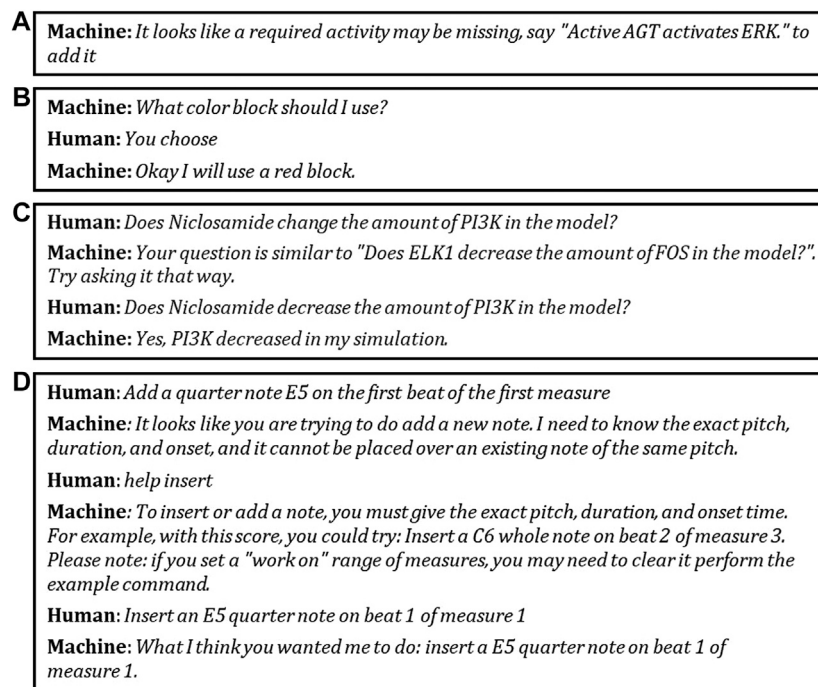 A
Machine: It looks like a required activity may be missing, say "Active AGT activates ERK." to
add it
B
Machine: What color block should I use?
Human: You choose
Machine: Okay I will use a red block.
C
Human: Does Niclosamide change the amount of PI3K in the model?
Machine: Your question is similar to "Does ELK1 decrease the amount of FOS in the model?".
Try asking it that way.
Human: Does Niclosamide decrease the amount of PI3K in the model?
Machine: Yes, PI3K decreased in my simulation.
D
Human: Add a quarter note E5 on the first beat of the first measure
Machine: It looks like you are trying to do add a new note. I need to know the exact pitch,
duration, and onset, and it cannot be placed over an existing note of the same pitch.
Human: help insert
Machine: To insert or add a note, you must give the exact pitch, duration, and onset time.
For example, with this score, you could try: Insert a C6 whole note on beat 2 of measure 3.
Please note: if you set a "work on" range of measures, you may need to clear it perform the
example command.
Human: Insert an E5 quarter note on beat 1 of measure 1
Machine: What I think you wanted me to do: insert a E5 quarter note on beat 1 of
measure 1.